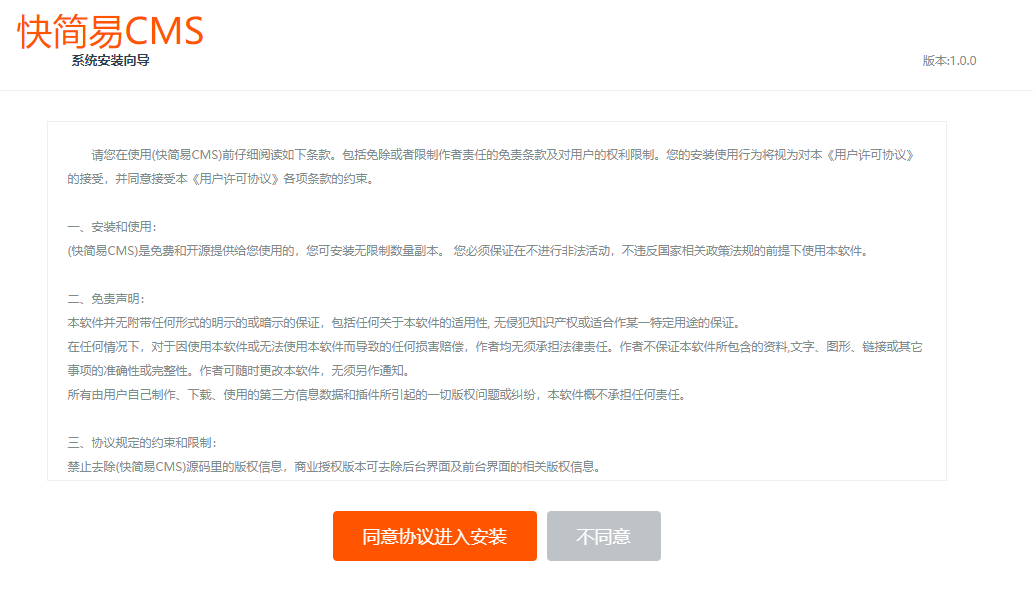 快简易CMS
系统安装向导
版本:1.0.0
请您在使用(快简易CMS)前仔细阅读如下条款。包括免除或者限制作者责任的免责条款及对用户的权利限制。您的安装使用行为将视为对本《用户许可协议》
的接受，并同意接受本《用户许可协议》各项条款的约束。
一、安装和使用：
(快简易CMS)是免费和开源提供给您使用的，您可安装无限制数量副本。 您必须保证在不进行非法活动，不违反国家相关政策法规的前提下使用本软件。
二、免责声明：
本软件并无附带任何形式的明示的或暗示的保证，包括任何关于本软件的适用性, 无侵犯知识产权或适合作某一特定用途的保证。
在任何情况下，对于因使用本软件或无法使用本软件而导致的任何损害赔偿，作者均无须承担法律责任。作者不保证本软件所包含的资料,文字、图形、链接或其它
事项的准确性或完整性。作者可随时更改本软件，无须另作通知。
所有由用户自己制作、下载、使用的第三方信息数据和插件所引起的一切版权问题或纠纷，本软件概不承担任何责任。
三、协议规定的约束和限制：
禁止去除(快简易CMS)源码里的版权信息，商业授权版本可去除后台界面及前台界面的相关版权信息。
同意协议进入安装
不同意